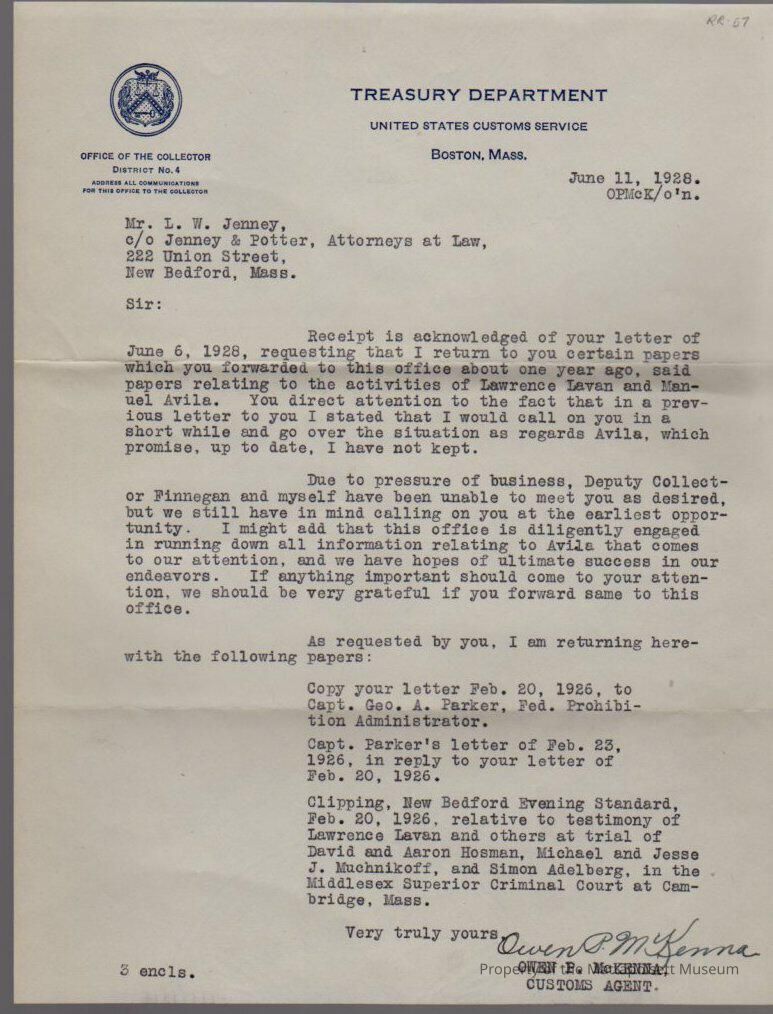 RR-67
TREASURY DEPARTMENT
UNITED STATES CUSTOMS SERVICE
BOSTON, MASS.
OFFICE OF THE COLLECTOR
DISTRICT No. 4
ADDRESS ALL COMMUNICATIONS
FOR THIS OFFICE TO THE COLLECTOR
June 11, 1928.
OPMcK/o'n.
Mr. L. W. Jenney,
c/o Jenney & Potter, Attorneys at Law,
222 Union Street,
New Bedford, Mass.
Sir:
Receipt is acknowledged of your letter of
June 6, 1928, requesting that I return to you certain papers
which you forwarded to this office about one year ago, said
papers relating to the activities of Lawrence Lavan and Man-
uel Avila. You direct attention to the fact that in a prev-
ious letter to you I stated that I would call on you in a
short while and go over the situation as regards Avila, which
promise, up to date, I have not kept.
Due to pressure of business, Deputy Collect-
or Finnegan and myself have been unable to meet you as desired,
but we still have in mind calling on you at the earliest oppor-
tunity. I might add that this office is diligently engaged
in running down all information relating to Avila that comes
to our attention, and we have hopes of ultimate success in our
endeavors. If anything important should come to your atten-
tion, we should be very grateful if you forward same to this
office.
As requested by you, I am returning here-
with the following papers:
Copy your letter Feb. 20, 1926, to
Capt. Geo. A. Parker, Fed. Prohibi-
tion Administrator.
Capt. Parker's letter of Feb. 23,
1926, in reply to your letter of
Feb. 20, 1926.
Clipping, New Bedford Evening Standard,
Feb. 20, 1926, relative to testimony of
Lawrence Lavan and others at trial of
David and Aaron Hosman, Michael and Jesse
J. Muchnikoff, and Simon Adelberg, in the
Middlesex Superior Criminal Court at Cam-
bridge, Mass.
Very truly yours,
Owen P. McKenna
OWEN P. McKENNA,
CUSTOMS AGENT.
3 encls.
Property of the Mattapoisett Museum